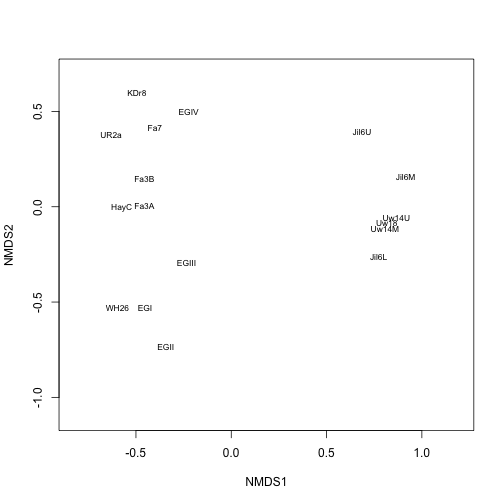 KDr8
EGIV
Fa7
UR2a
Jil6U
Fa3B
Jil6M
HayC
Fa3A
Uw14U
Uw18
Uw14M
Jil6L
EGIII
WH26
EGI
EGII
0.5
0.0
-0.5
-1.0
NMDS2
-0.5
0.0
0.5
1.0
NMDS1